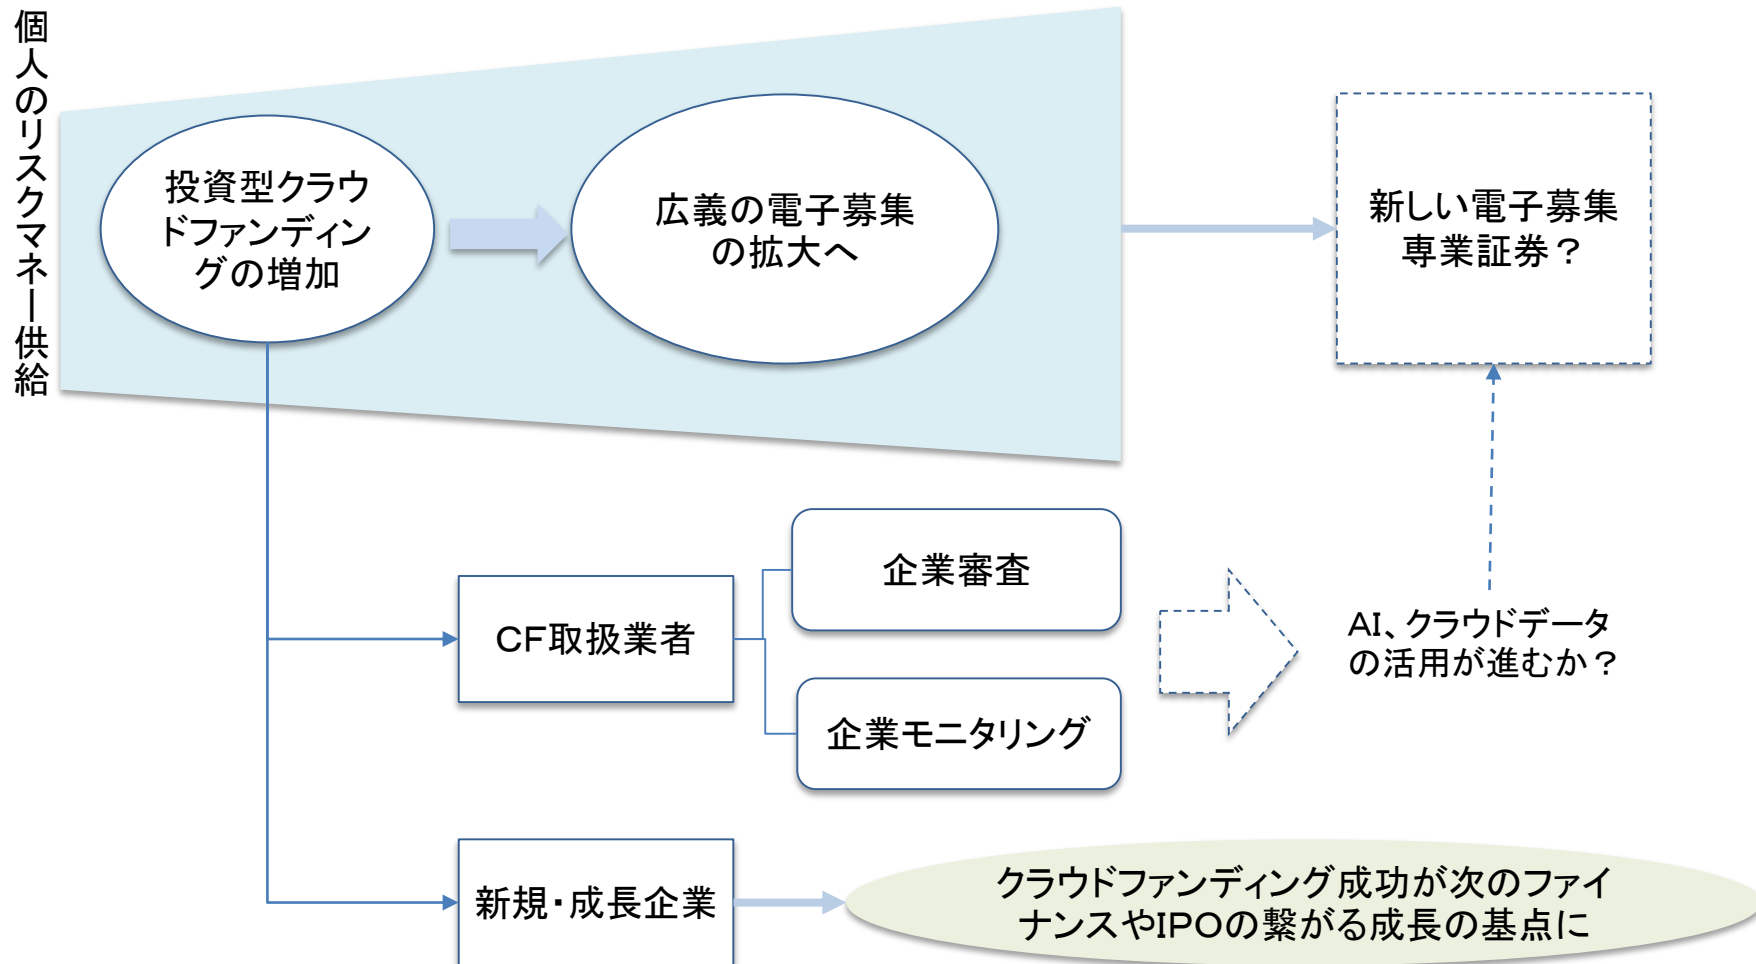 個人のリスクマネー供給
投資型クラウ
ドファンディン
グの増加
広義の電子募集
の拡大へ
新しい電子募集
専業証券？
企業審査
CF取扱業者
企業モニタリング
AI、クラウドデータ
の活用が進むか？
新規・成長企業
クラウドファンディング成功が次のファイ
ナンスやIPOの繋がる成長の基点に